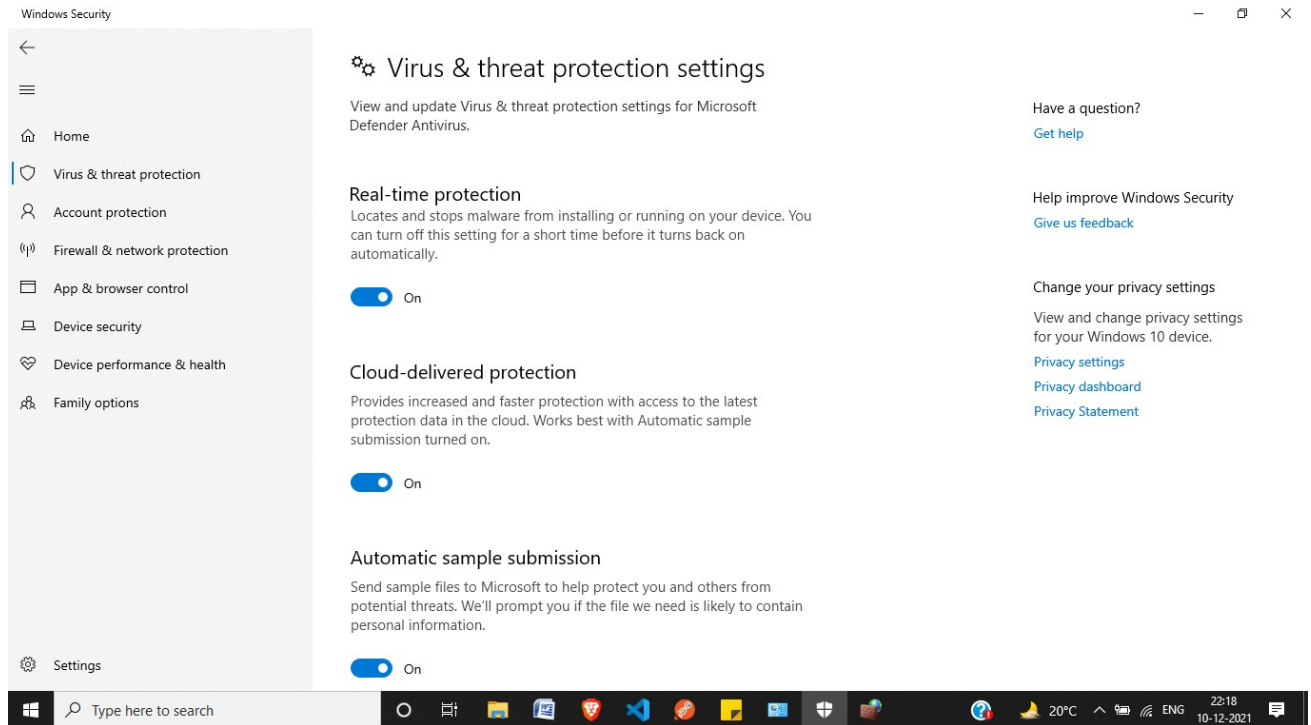 Windows Security
Home
Virus & threat protection
Account protection
Firewall & network protection
App & browser control
Device security
Device performance & health
Family options
Settings
Virus & threat protection settings
View and update Virus & threat protection settings for Microsoft
Defender Antivirus.
Real-time protection
Locates and stops malware from installing or running on your device. You
can turn off this setting for a short time before it turns back on
automatically.
On
Cloud-delivered protection
Provides increased and faster protection with access to the latest
protection data in the cloud. Works best with Automatic sample
submission turned on.
On
Automatic sample submission
Send sample files to Microsoft to help protect you and others from
potential threats. We'll prompt you if the file we need is likely to contain
personal information.
On
Have a question?
Get help
Help improve Windows Security
Give us feedback
Change your privacy settings
View and change privacy settings
for your Windows 10 device.
Privacy settings
Privacy dashboard
Privacy Statement
Type here to search
20°C
ENG
22:18
10-12-2021